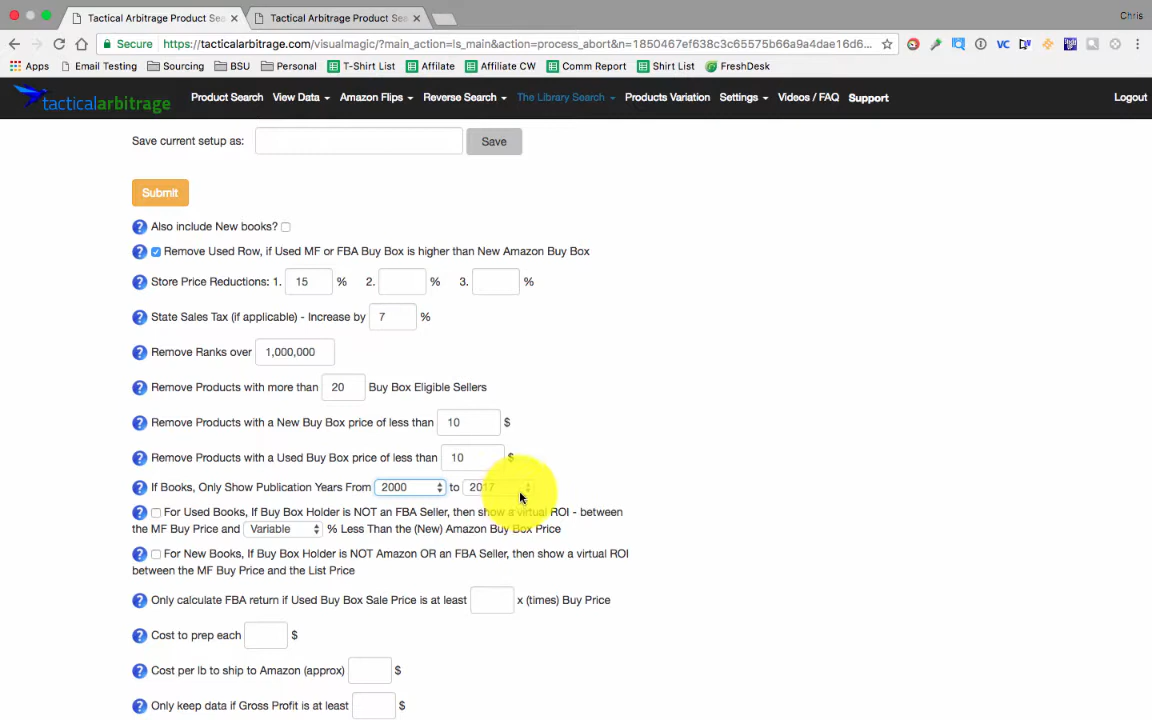 Tactical Arbitrage Product Sea
Tactical Arbitrage Product Se
Chris
Secure
https://tacticalarbitrage.com/visualmagic/?main_action=ls_main&action=process_abort&n=1850467ef638c3c65575b66a9a4dae16d6...
Apps
Email Testing
Sourcing
BSU
Personal
T-Shirt List
Affilate
Affiliate CW
Comm Report
Shirt List
FreshDesk
tacticalarbitrage
Product Search
View Data
Amazon Flips
Reverse Search
The Library Search
Products Variation
Settings
Videos / FAQ
Support
Logout
Save current setup as:
Save
Submit
? Also include New books?
? Remove Used Row, if Used MF or FBA Buy Box is higher than New Amazon Buy Box
? Store Price Reductions: 1. 15 % 2. % 3. %
? State Sales Tax (if applicable) - Increase by 7 %
? Remove Ranks over 1,000,000
? Remove Products with more than 20 Buy Box Eligible Sellers
? Remove Products with a New Buy Box price of less than 10 $
? Remove Products with a Used Buy Box price of less than 10 $
? If Books, Only Show Publication Years From 2000 to 2017
? For Used Books, If Buy Box Holder is NOT an FBA Seller, then show a virtual ROI - between
the MF Buy Price and Variable % Less Than the (New) Amazon Buy Box Price
? For New Books, If Buy Box Holder is NOT Amazon OR an FBA Seller, then show a virtual ROI
between the MF Buy Price and the List Price
? Only calculate FBA return if Used Buy Box Sale Price is at least x (times) Buy Price
? Cost to prep each $
? Cost per lb to ship to Amazon (approx) $
? Only keep data if Gross Profit is at least $